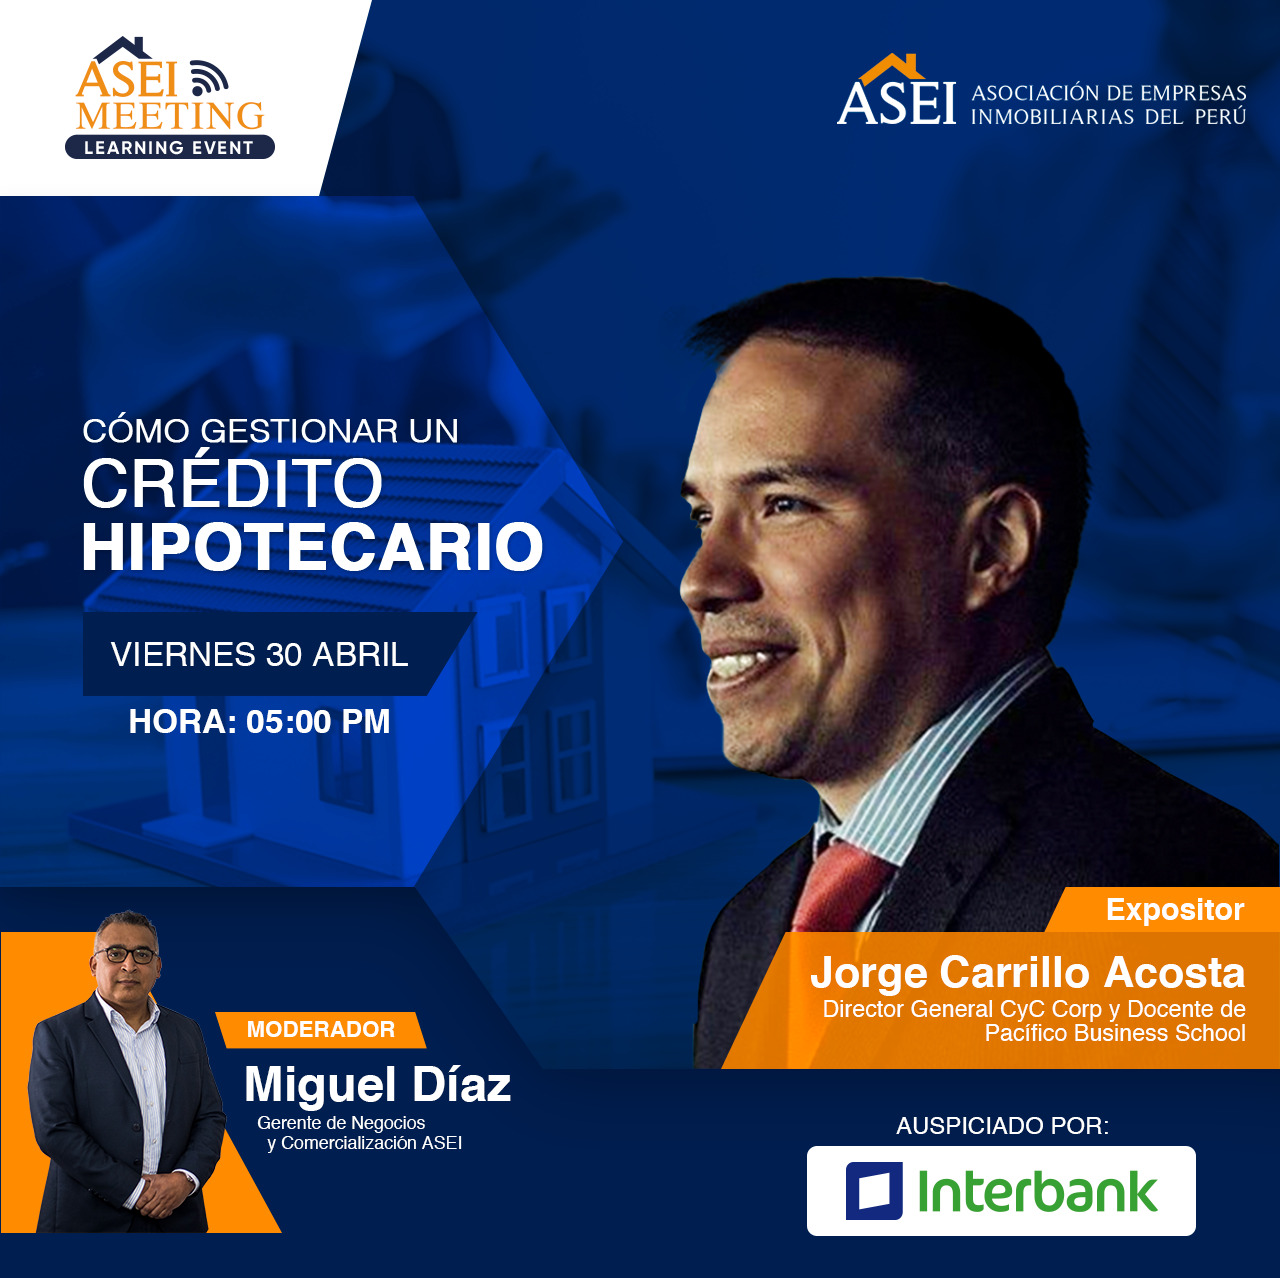 ASEI
MEETING
LEARNING EVENT
ASEI
ASOCIACIÓN DE EMPRESAS
INMOBILIARIAS DEL PERÚ
CÓMO GESTIONAR UN
CRÉDITO
HIPOTECARIO
VIERNES 30 ABRIL
HORA: 05:00 PM
Expositor
Jorge Carrillo Acosta
Director General CyC Corp y Docente de
Pacífico Business School
MODERADOR
Miguel Díaz
Gerente de Negocios
y Comercialización ASEI
AUSPICIADO POR:
Interbank